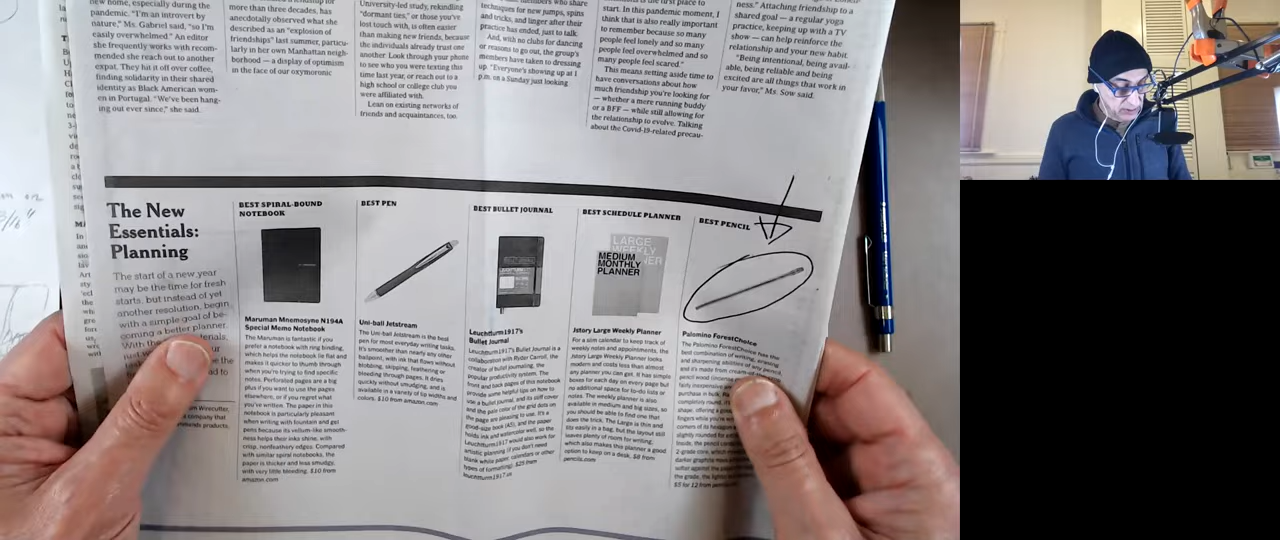 new home, especially during the
pandemic. "I'm an introvert by
nature," Ms. Gabriel said, "so I'm
easily overwhelmed." An editor
she frequently works with recom-
mended she reach out to another
expat. They hit it off over coffee,
finding solidarity in their shared
identity as Black American wom-
en in Portugal. "We've been hang-
ing out ever since," she said.
more than three decades, has
anecdotally observed what she
described as an "explosion of
friendships" last summer, particu-
larly in her own Manhattan neigh-
borhood — a display of optimism
in the face of our oxymoronic
University-led study, rekindling
"dormant ties," or those you've
lost touch with, is often easier
than making new friends, because
the individuals already trust one
another. Look through your phone
to see who you were texting this
time last year, or reach out to a
high school or college club you
were affiliated with.
Lean on existing networks of
friends and acquaintances, too.
techniques for new jumps, spins
and tricks, and linger after their
practice has ended, just to talk.
And, with no clubs for dancing
or reasons to go out, the group's
members have taken to dressing
up. "Everyone's showing up at 1
p.m. on a Sunday just looking
start. In this pandemic moment, I
think that is also really important
to remember because so many
people feel lonely and so many
people feel overwhelmed and so
many people feel scared."
This means setting aside time to
have conversations about how
much friendship you're looking for
— whether a mere running buddy
or a BFF — while still allowing for
the relationship to evolve. Talking
about the Covid-19-related precau-
ness." Attaching friendship to a
shared goal — a regular yoga
practice, keeping up with a TV
show — can help reinforce the
relationship and your new habit.
"Being intentional, being avail-
able, being reliable and being
excited are all things that work in
your favor," Ms. Sow said.
The New
Essentials:
Planning
The start of a new year
may be the time for fresh
starts, but instead of yet
another resolution, begin
with a simple goal of be-
coming a better planner.
With the
BEST SPIRAL-BOUND
NOTEBOOK
Maruman Mnemosyne N194A
Special Memo Notebook
The Maruman is fantastic if you
prefer a notebook with ring binding,
which helps the notebook lie flat and
makes it quicker to thumb through
when you're trying to find specific
notes. Perforated pages are a big
plus if you want to use the pages
elsewhere, or if you regret what
you've written. The paper in this
notebook is particularly pleasant
when writing with fountain and gel
pens because its vellum-like smooth-
ness helps their inks shine, with
crisp, nonfeathery edges. Compared
with similar spiral notebooks, the
paper is thicker and less smudgy,
with very little bleeding. $10 from
amazon.com
BEST PEN
Uni-ball Jetstream
The Uni-ball Jetstream is the best
pen for most everyday writing tasks.
It's smoother than nearly any other
ballpoint, with ink that flows without
blobbing, skipping, feathering or
bleeding through pages. It dries
quickly without smudging, and is
available in a variety of tip widths and
colors. $10 from amazon.com
BEST BULLET JOURNAL
Leuchtturm1917's
Bullet Journal
Leuchtturm1917's Bullet Journal is a
collaboration with Ryder Carroll, the
creator of bullet journaling, the
popular productivity system. The
front and back pages of this notebook
provide some helpful tips on how to
use a bullet journal, and its stiff cover
and the pale color of the grid dots on
the page are pleasing to use. It's a
good-size book (A5), and the paper
holds ink and watercolor well, so the
Leuchtturm1917 would also work for
artistic planning (if you don't need
blank white paper, calendars or other
types of formatting). $25 from
leuchtturm1917.us
BEST SCHEDULE PLANNER
LARGE
WEEKLY
PLANNER
MEDIUM
MONTHLY
PLANNER
Jstory Large Weekly Planner
For a slim calendar to keep track of
weekly notes and appointments, the
Jstory Large Weekly Planner looks
modern and costs less than almost
any planner you can get. It has simple
boxes for each day on every page but
no additional space for to-do lists or
notes. The weekly planner is also
available in medium and big sizes, so
you should be able to find one that
does the trick. The Large is thin and
fits easily in a bag, but the layout still
leaves plenty of room for writing,
which also makes this planner a good
option to keep on a desk. $8 from
pencils.com
BEST PENCIL
Palomino ForestChoice
The Palomino ForestChoice has the
best combination of writing, erasing
and sharpening abilities of any pencil,
$5 for 12 from